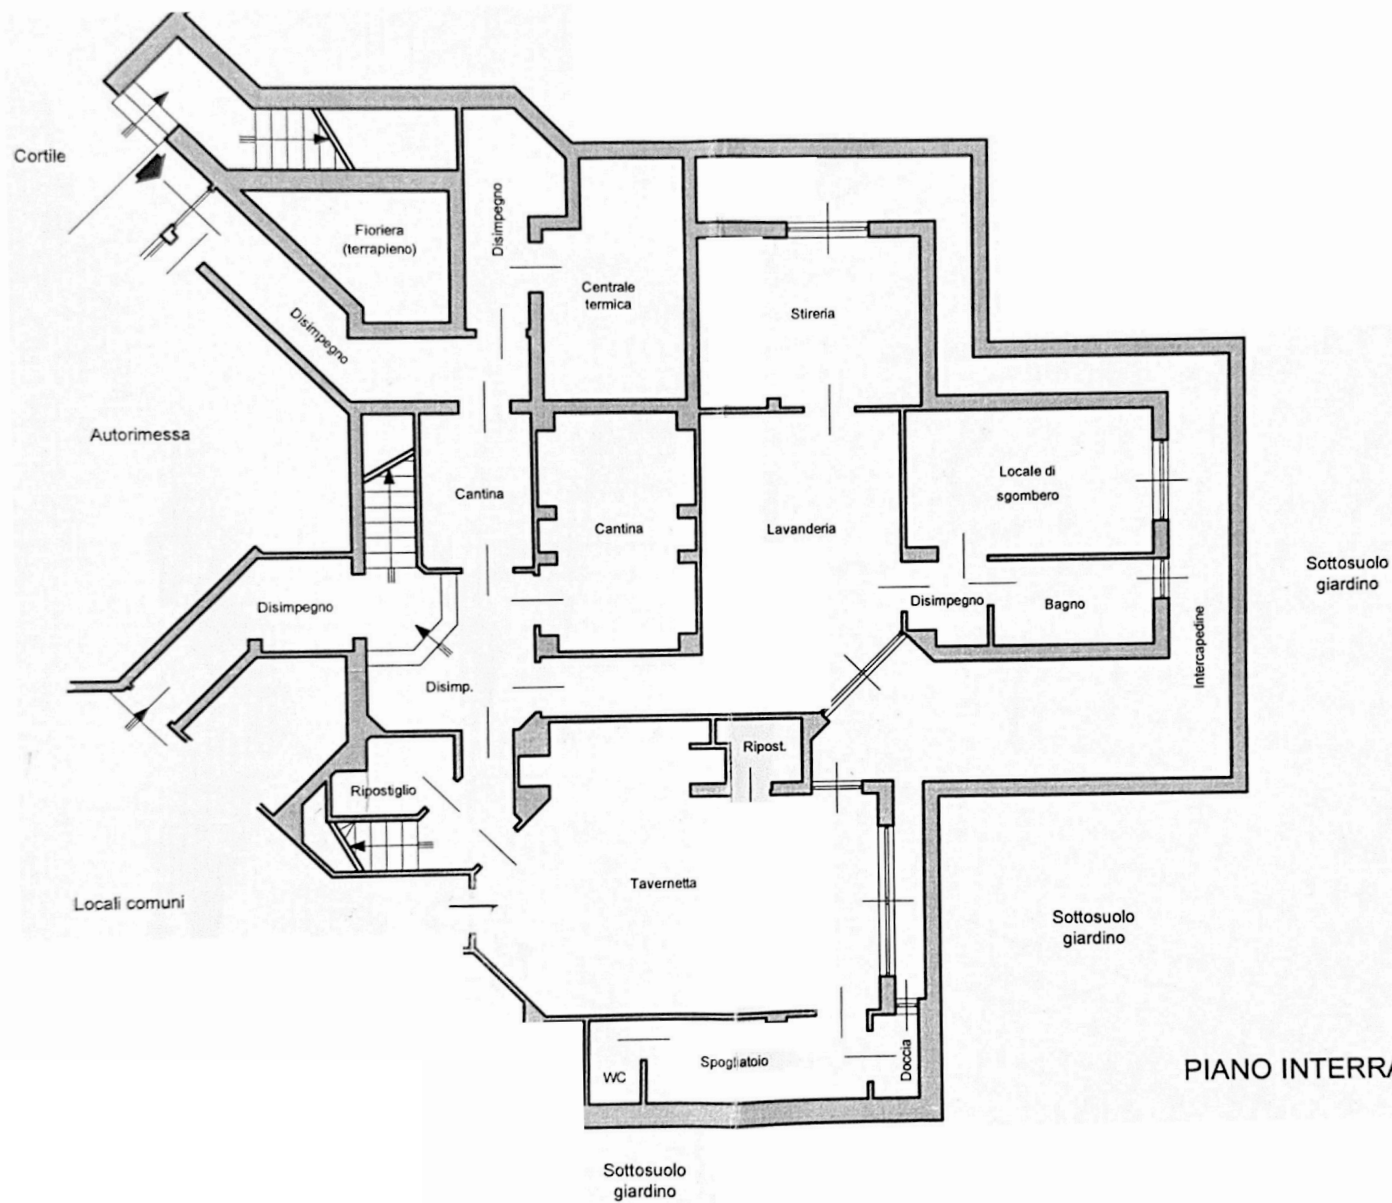 Cortile
Disimpegno
Fioriera
(terrapieno)
Centrale
termica
Stireria
Disimpegno
Autorimessa
Cantina
Cantina
Lavanderia
Locale di
sgombero
Sottosuolo
giardino
Disimpegno
Disimpegno
Bagno
Intercapedine
Disimp.
Ripost.
Ripostiglio
Tavernetta
Locali comuni
Sottosuolo
giardino
Doccia
Spogliatoio
WC
PIANO INTERRA
Sottosuolo
giardino